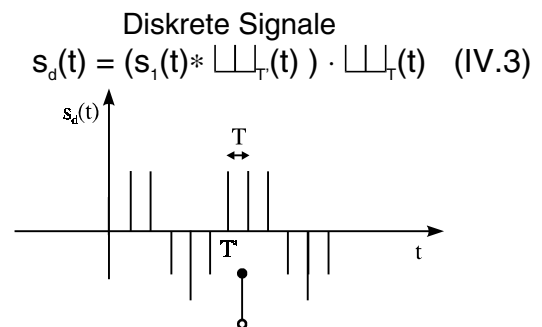 Diskrete Signale
s_d(t) = (s_1(t)* ⩊_T'(t) ) · ⩊_T(t) (IV.3)
s_d(t)
T
T'
t